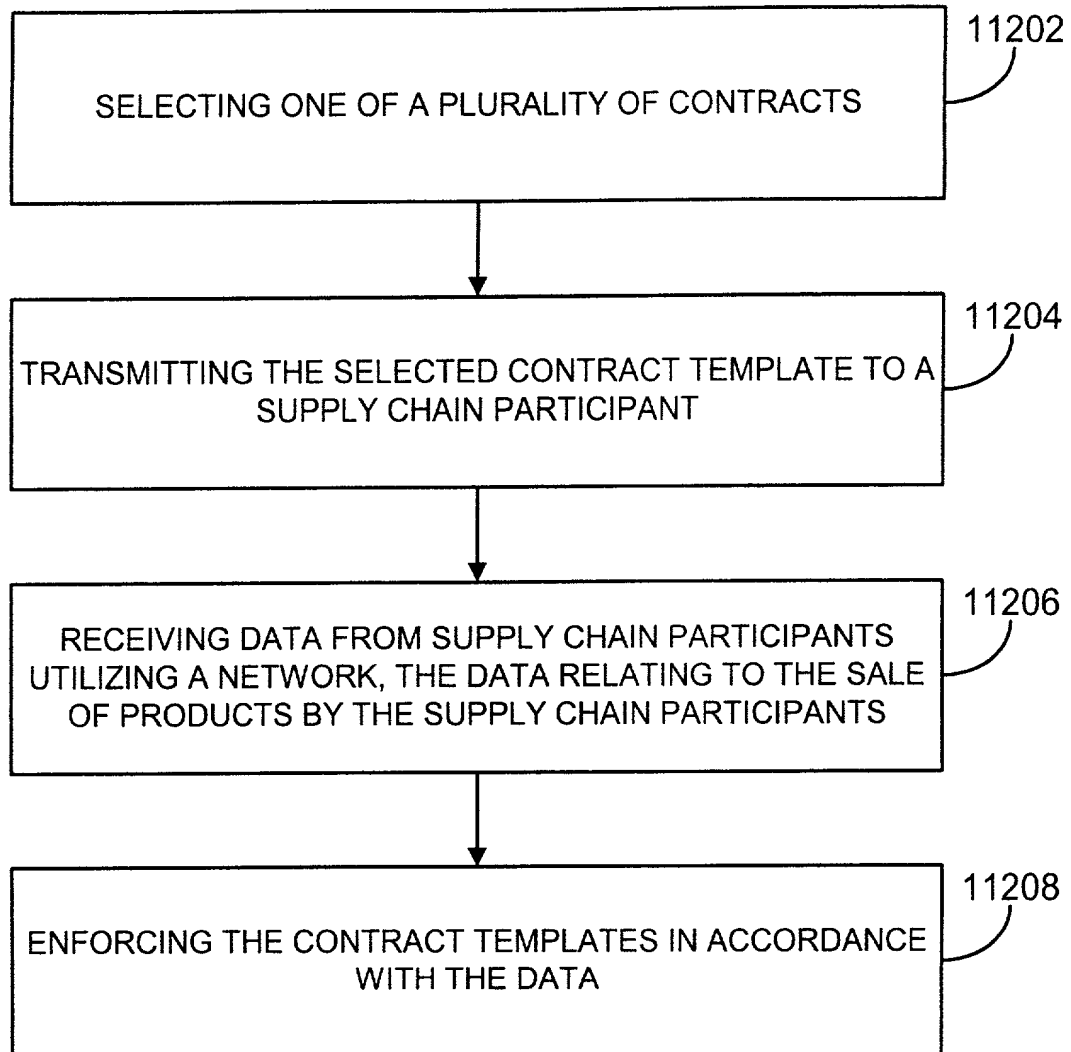 11202
SELECTING ONE OF A PLURALITY OF CONTRACTS
11204
TRANSMITTING THE SELECTED CONTRACT TEMPLATE TO A
SUPPLY CHAIN PARTICIPANT
11206
RECEIVING DATA FROM SUPPLY CHAIN PARTICIPANTS
UTILIZING A NETWORK, THE DATA RELATING TO THE SALE
OF PRODUCTS BY THE SUPPLY CHAIN PARTICIPANTS
11208
ENFORCING THE CONTRACT TEMPLATES IN ACCORDANCE
WITH THE DATA